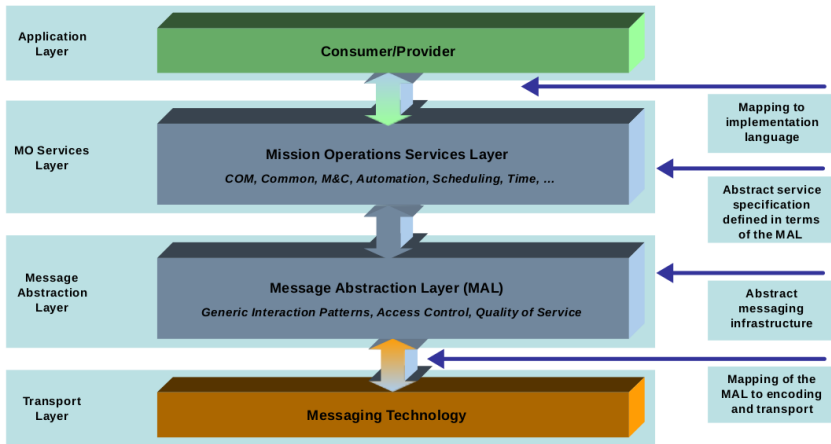 Application
Layer
Consumer/Provider
Mapping to
implementation
language
MO Services
Layer
Mission Operations Services Layer
COM, Common, M&C, Automation, Scheduling, Time, ...
Abstract service
specification
defined in terms
of the MAL
Message
Abstraction
Layer
Message Abstraction Layer (MAL)
Generic Interaction Patterns, Access Control, Quality of Service
Abstract
messaging
infrastructure
Mapping of the
MAL to encoding
and transport
Transport
Layer
Messaging Technology